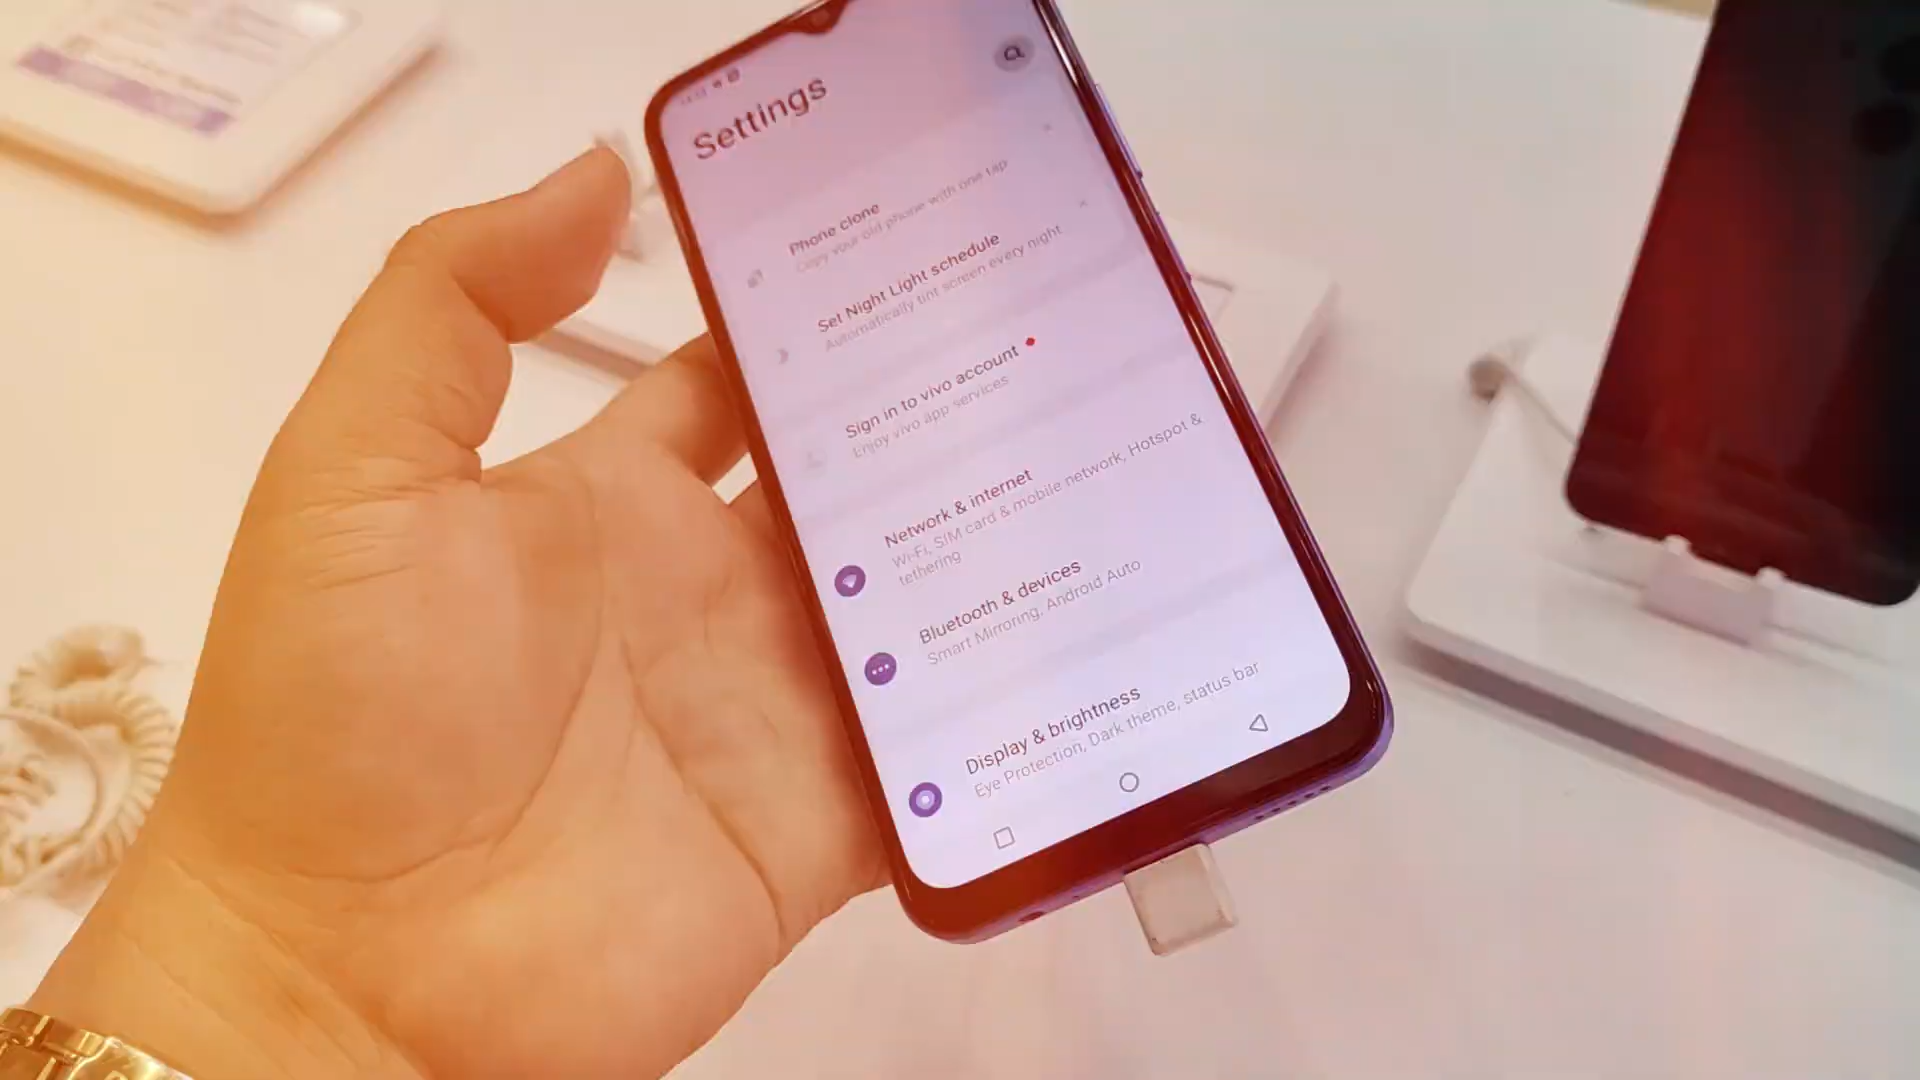 Settings
Phone clone
Copy your old phone with one tap
Set Night Light schedule
Automatically tint screen every night
Sign in to vivo account
Enjoy vivo app services
Network & internet
Wi-Fi, SIM card & mobile network, Hotspot &
tethering
Bluetooth & devices
Smart Mirroring, Android Auto
Display & brightness
Eye Protection, Dark theme, status bar